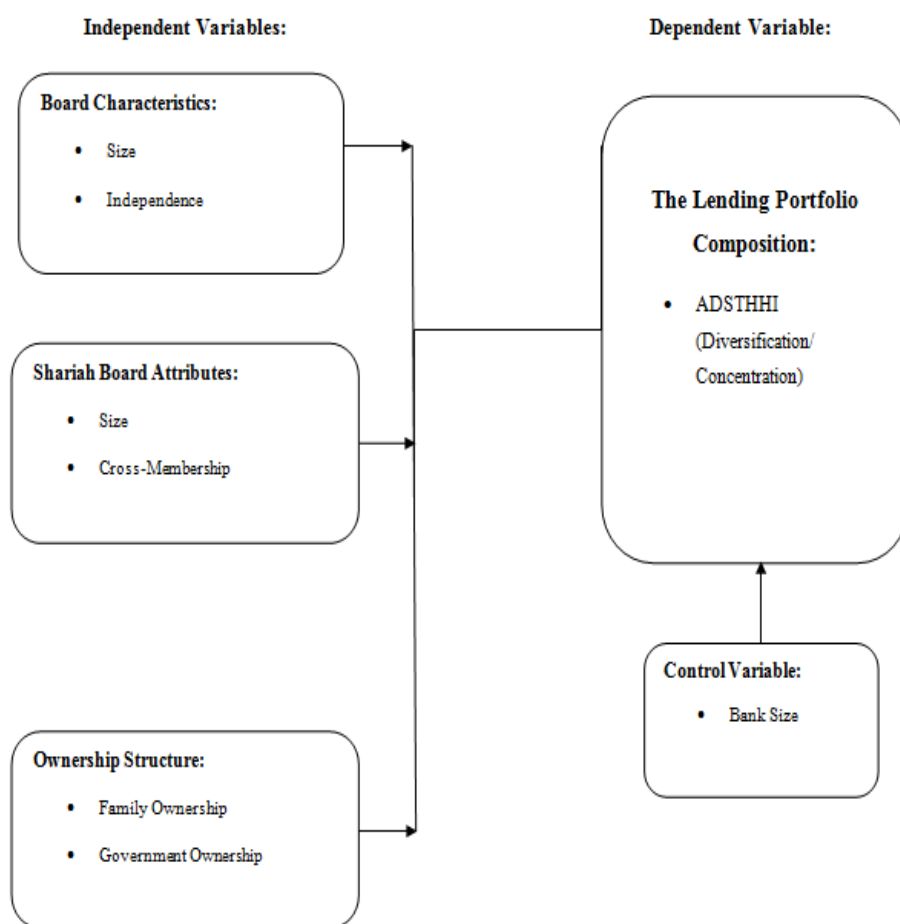 Independent Variables:
Dependent Variable:
Board Characteristics:
• Size
• Independence
Shariah Board Attributes:
• Size
• Cross-Membership
Ownership Structure:
• Family Ownership
• Government Ownership
The Lending Portfolio
Composition:
• ADSTHHI
(Diversification/
Concentration)
Control Variable:
• Bank Size